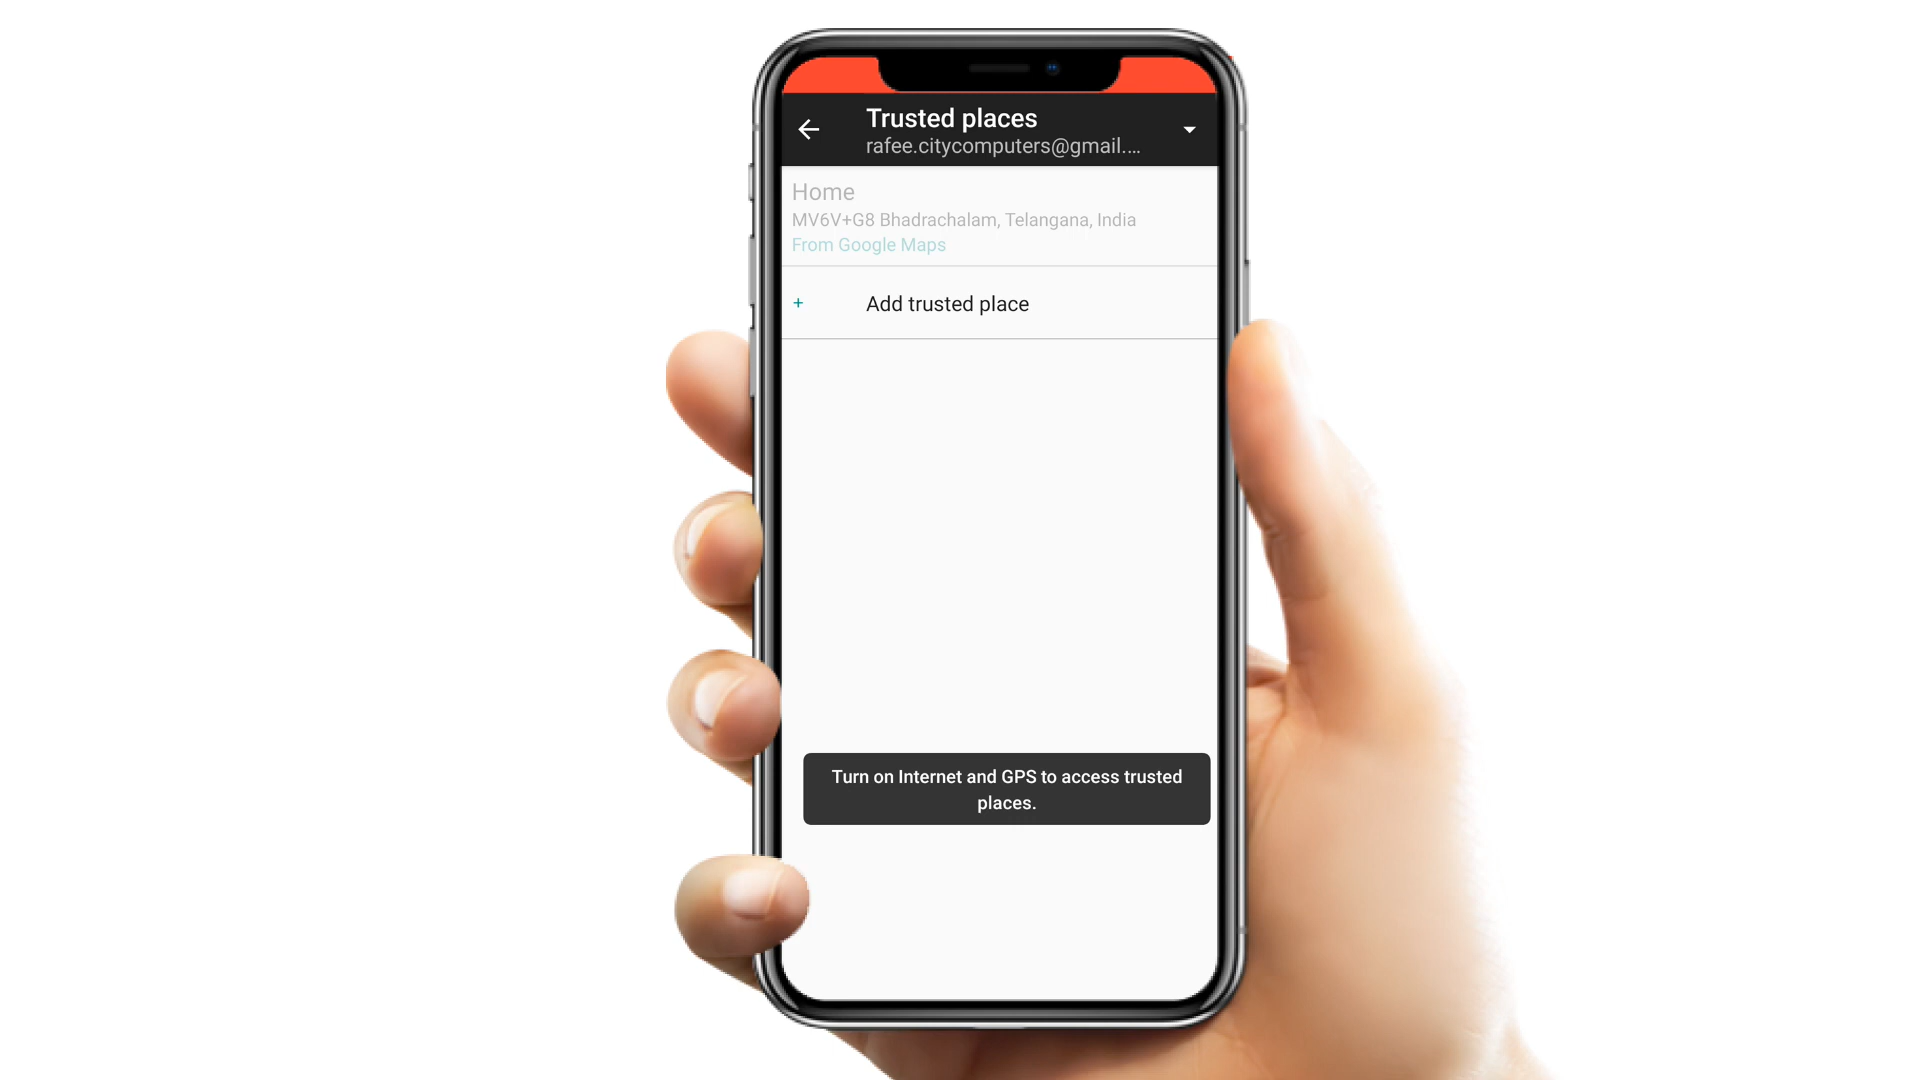 Trusted places
rafee.citycomputers@gmail....
Home
MV6V+G8 Bhadrachalam, Telangana, India
From Google Maps
+ Add trusted place
Turn on Internet and GPS to access trusted
places.